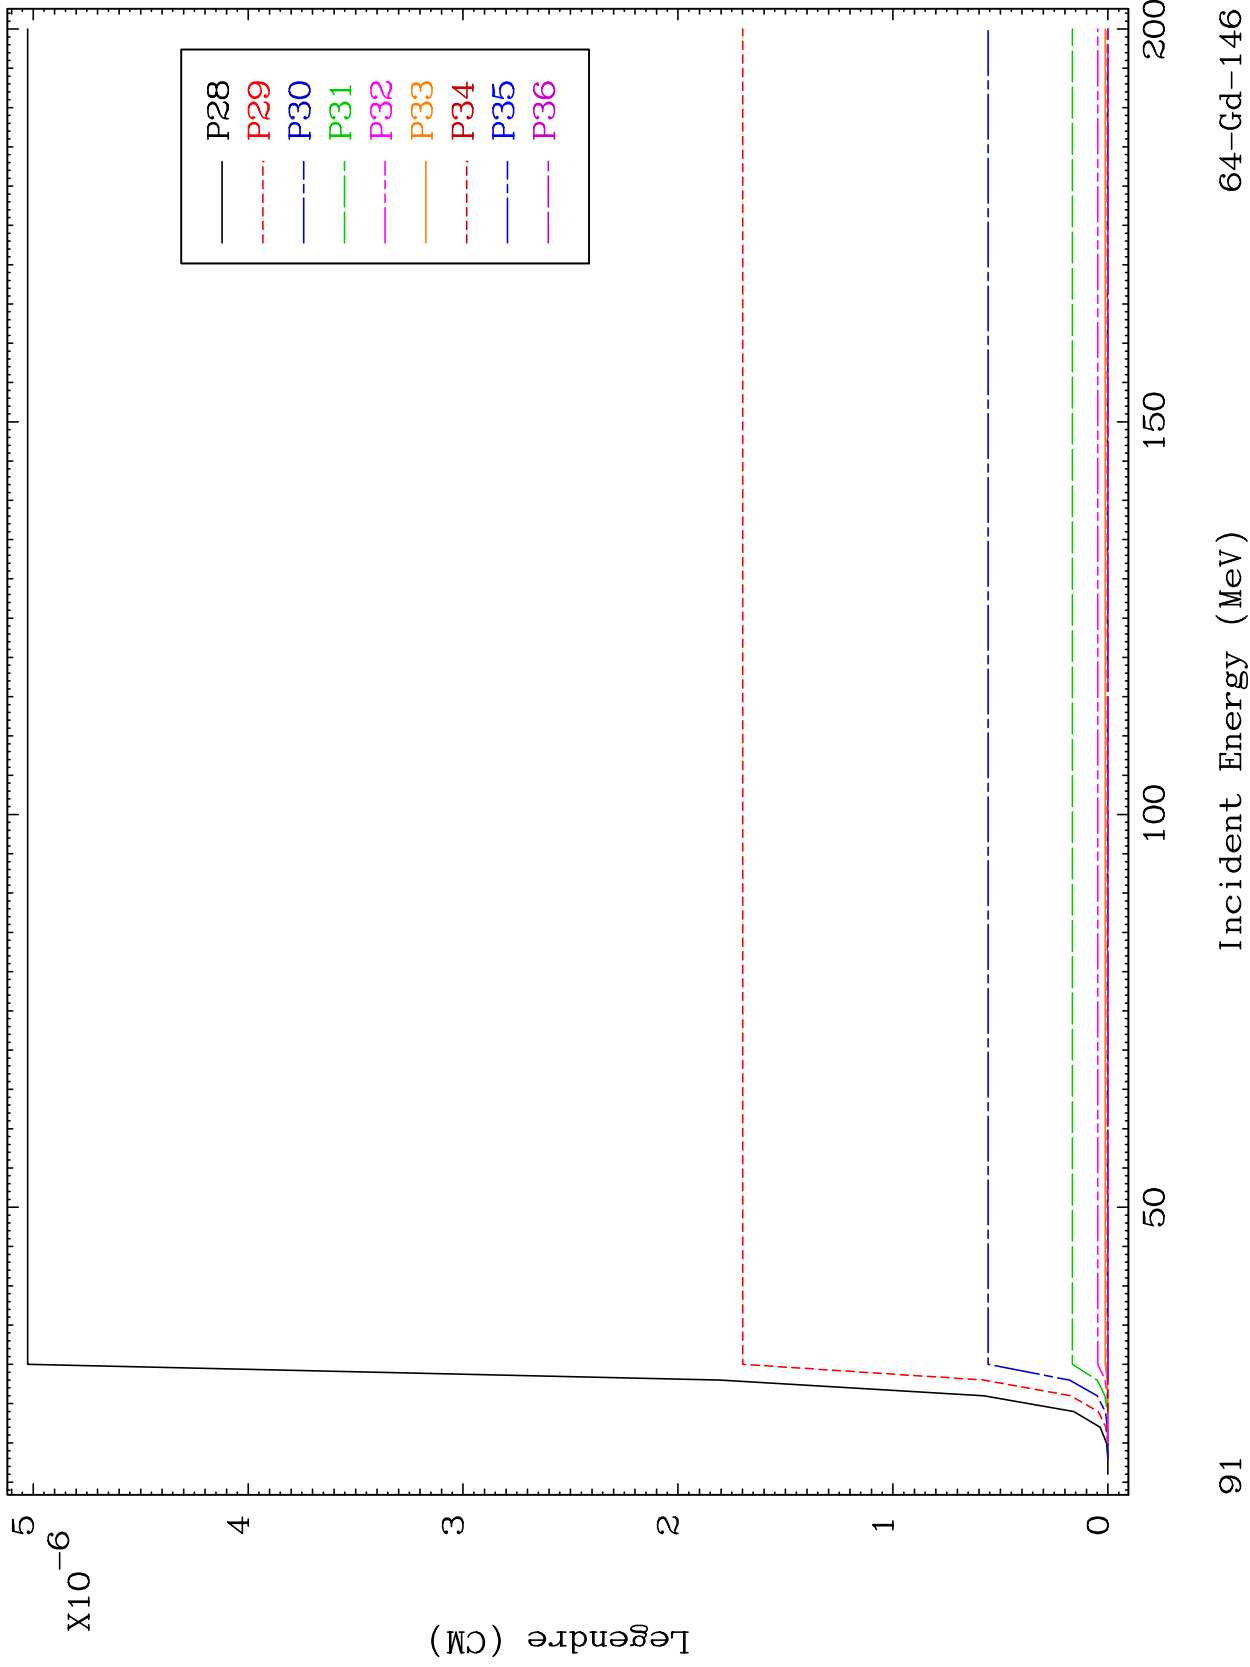 5
4
3
2
1
0
X10-6
Legendre (CM)
P28
P29
P30
P31
P32
P33
P34
P35
P36
50
100
150
200
Incident Energy (MeV)
91
64-Gd-146